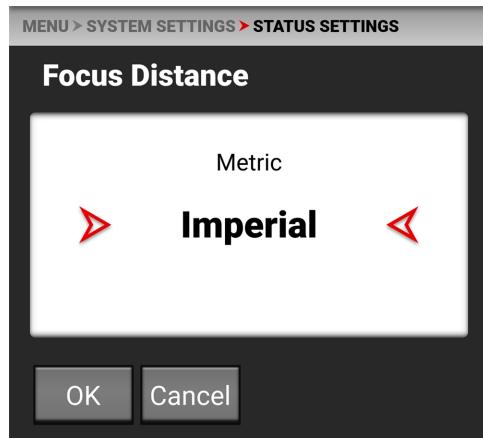 MENU > SYSTEM SETTINGS > STATUS SETTINGS
Focus Distance
Metric
Imperial
OK Cancel